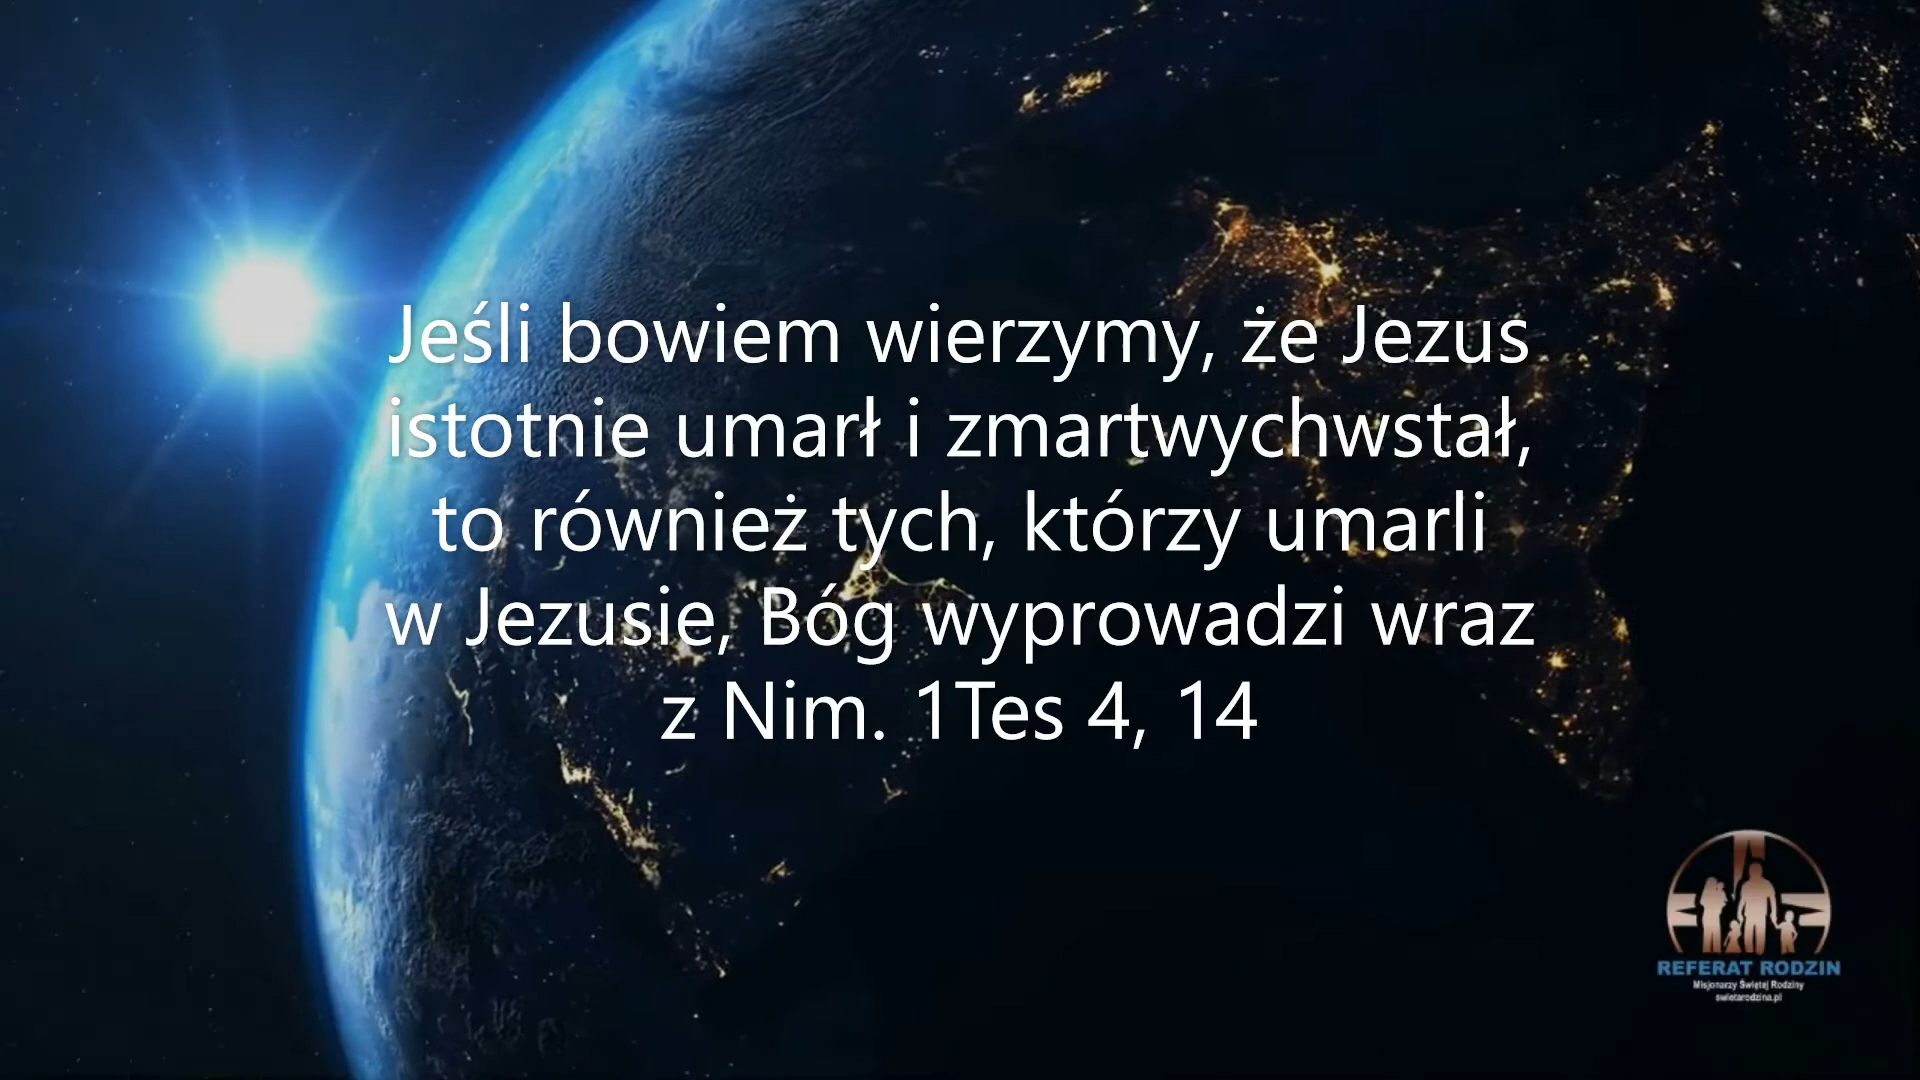 Jeśli bowiem wierzymy, że Jezus
istotnie umarł i zmartwychwstał,
to również tych, którzy umarli
w Jezusie, Bóg wyprowadzi wraz
z Nim. 1Tes 4, 14
REFERAT RODZIN
Misjonarzy Świętej Rodziny
swietarodzina.pl